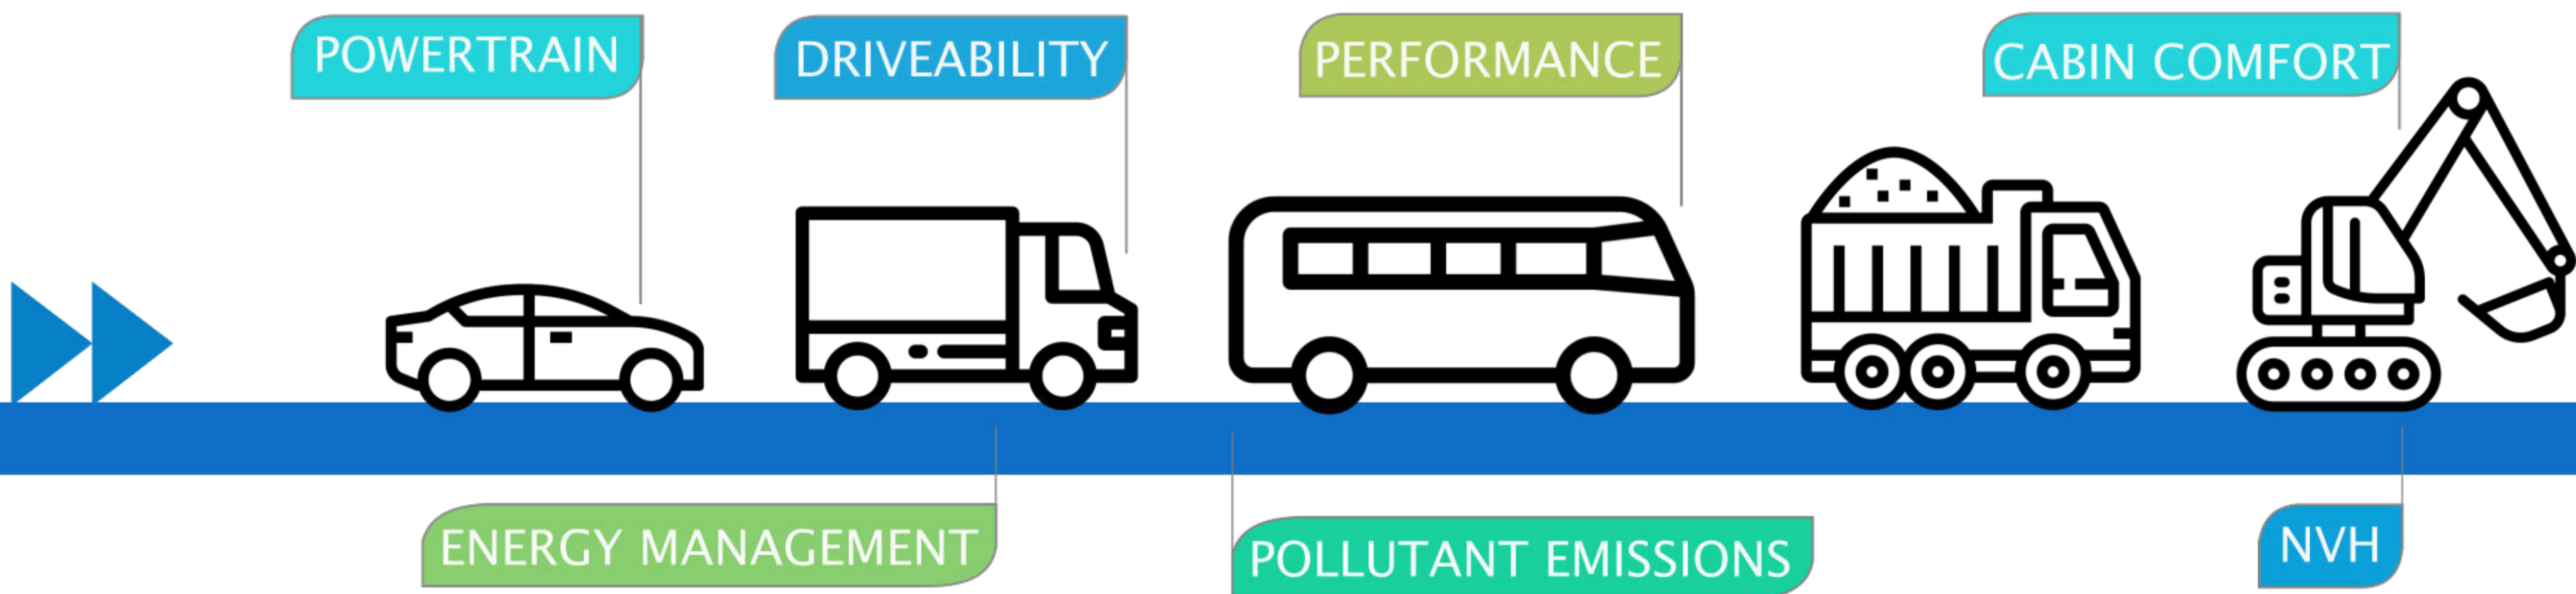 POWERTRAIN
DRIVEABILITY
PERFORMANCE
CABIN COMFORT
ENERGY MANAGEMENT
POLLUTANT EMISSIONS
NVH